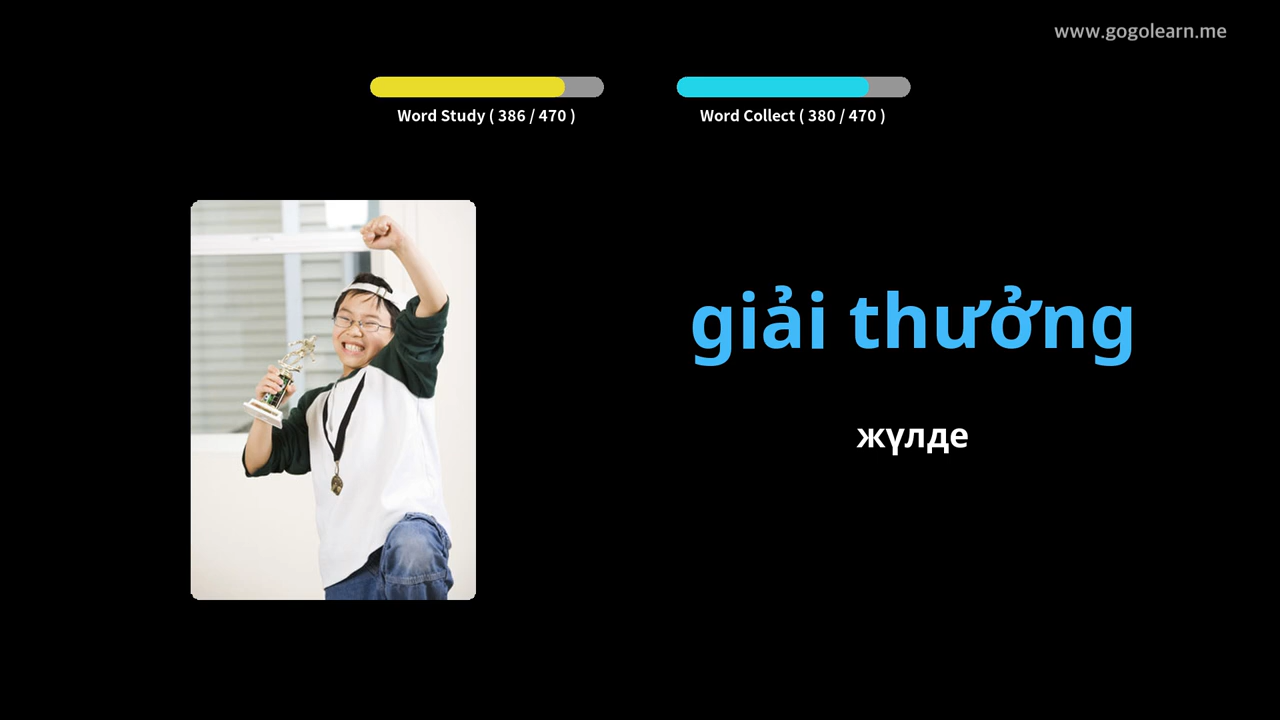 www.gogolearn.me
Word Study ( 386 / 470 )
Word Collect ( 380 / 470 )
giải thưởng
жүлде